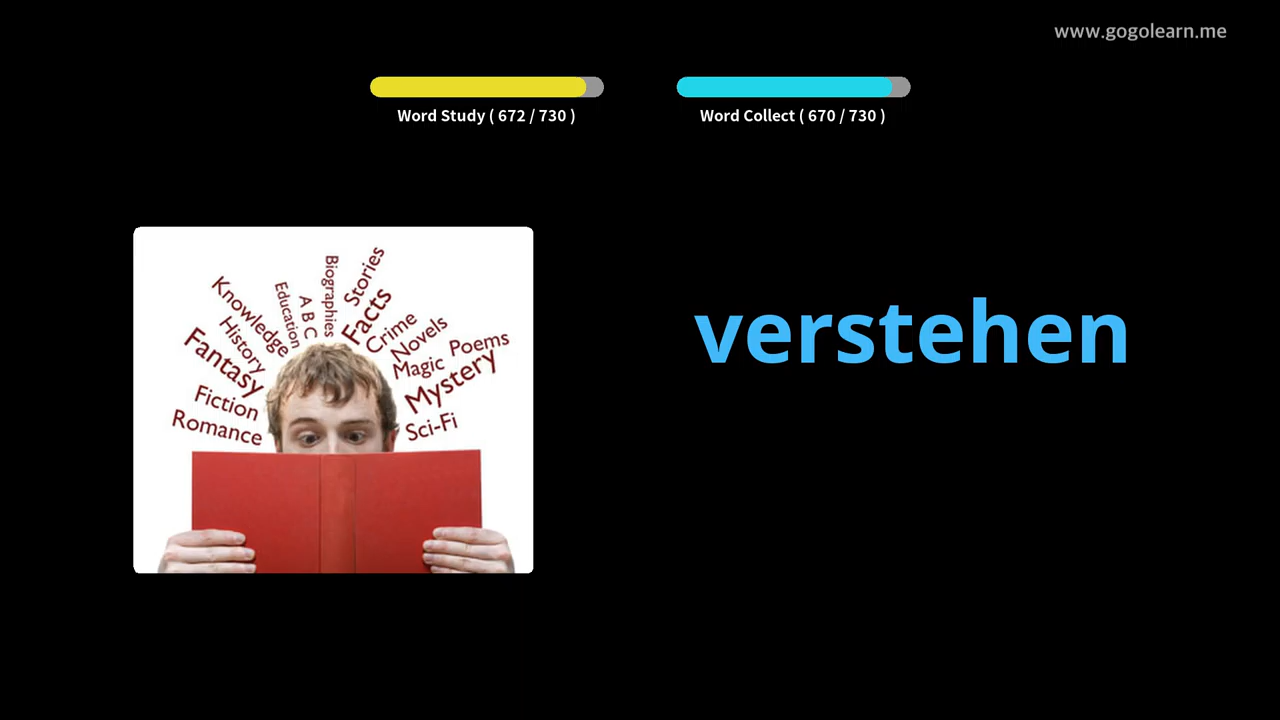 www.gogolearn.me
Word Study ( 672 / 730 )
Word Collect ( 670 / 730 )
verstehen
Knowledge
Education
A B C
Biographies
Stories
Facts
Crime
Novels
Poems
Magic
Mystery
Sci-Fi
History
Fantasy
Fiction
Romance